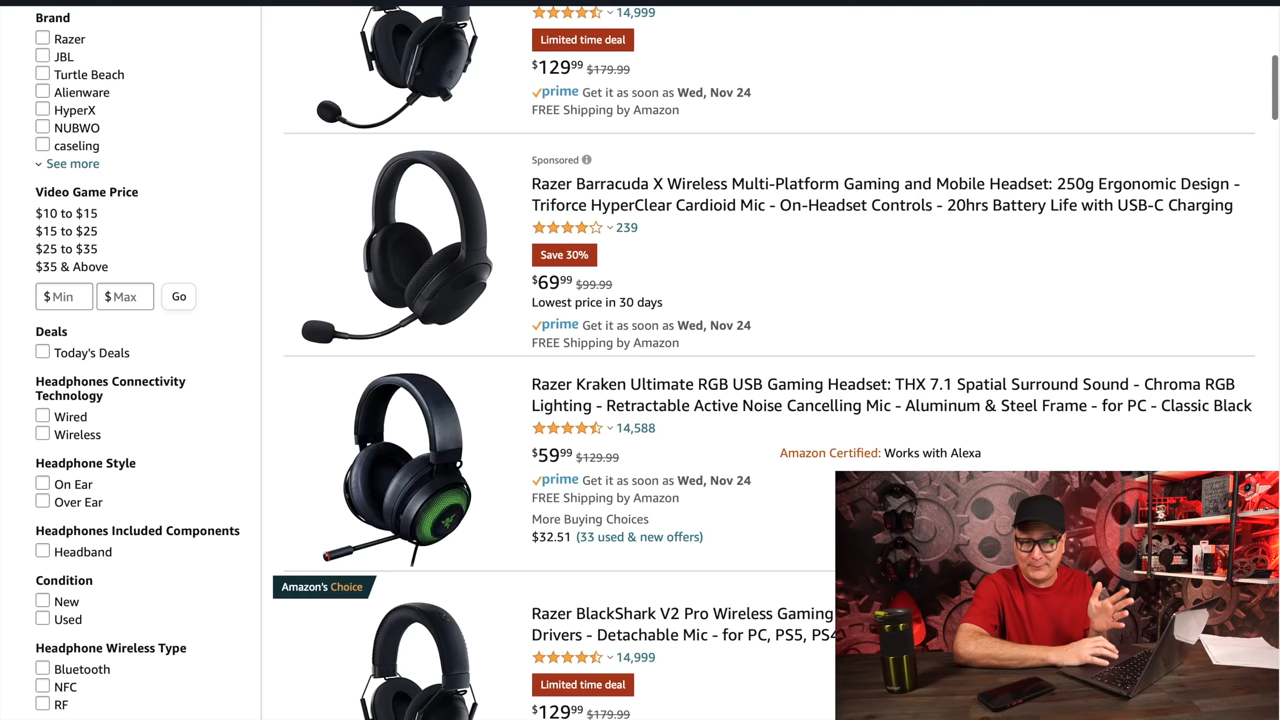 Brand
Razer
JBL
Turtle Beach
Alienware
HyperX
NUBWO
caseling
See more
Video Game Price
$10 to $15
$15 to $25
$25 to $35
$35 & Above
$ Min $ Max Go
Deals
Today's Deals
Headphones Connectivity
Technology
Wired
Wireless
Headphone Style
On Ear
Over Ear
Headphones Included Components
Headband
Condition
New
Used
Headphone Wireless Type
Bluetooth
NFC
RF
14,999
Limited time deal
$129.99 $179.99
prime Get it as soon as Wed, Nov 24
FREE Shipping by Amazon
Sponsored
Razer Barracuda X Wireless Multi-Platform Gaming and Mobile Headset: 250g Ergonomic Design -
Triforce HyperClear Cardioid Mic - On-Headset Controls - 20hrs Battery Life with USB-C Charging
239
Save 30%
$69.99 $99.99
Lowest price in 30 days
prime Get it as soon as Wed, Nov 24
FREE Shipping by Amazon
Razer Kraken Ultimate RGB USB Gaming Headset: THX 7.1 Spatial Surround Sound - Chroma RGB
Lighting - Retractable Active Noise Cancelling Mic - Aluminum & Steel Frame - for PC - Classic Black
14,588
$59.99 $129.99
Amazon Certified: Works with Alexa
prime Get it as soon as Wed, Nov 24
FREE Shipping by Amazon
More Buying Choices
$32.51 (33 used & new offers)
Amazon's Choice
Razer BlackShark V2 Pro Wireless Gaming
Drivers - Detachable Mic - for PC, PS5, PS4
14,999
Limited time deal
$129.99 $179.99